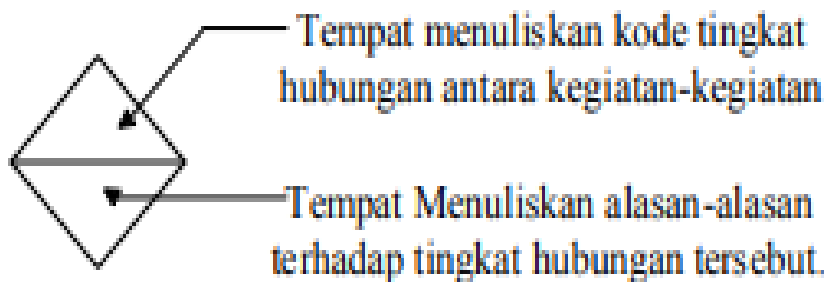 Tempat menuliskan kode tingkat
hubungan antara kegiatan-kegiatan
Tempat Menuliskan alasan-alasan
terhadap tingkat hubungan tersebut.